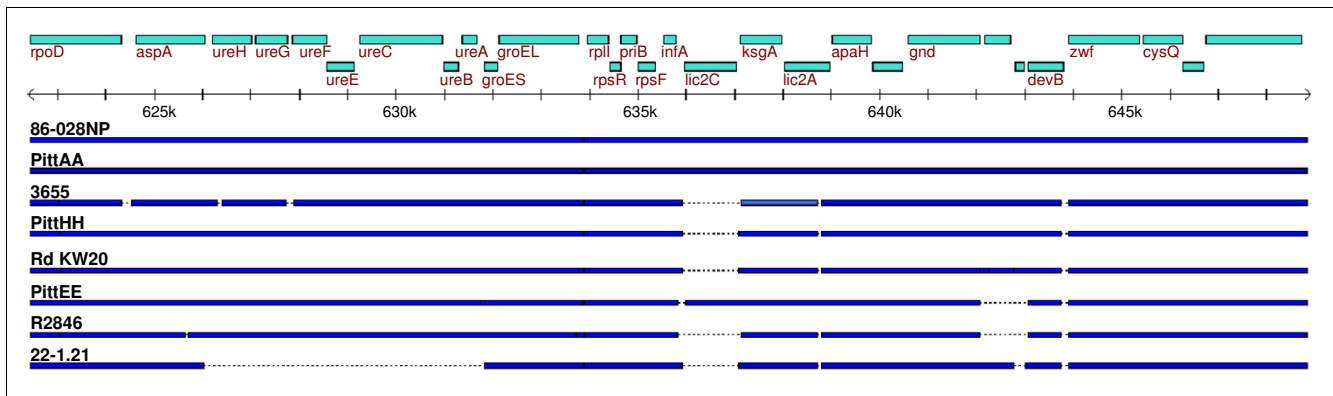 rpoD aspA ureH ureG ureF ureC ureA groEL rplI priB infA ksgA apaH gnd zwf cysQ
ureE ureB groES rpsR rpsF lic2C lic2A devB
625k 630k 635k 640k 645k
86-028NP
PittAA
3655
PittHH
Rd KW20
PittEE
R2846
22-1.21